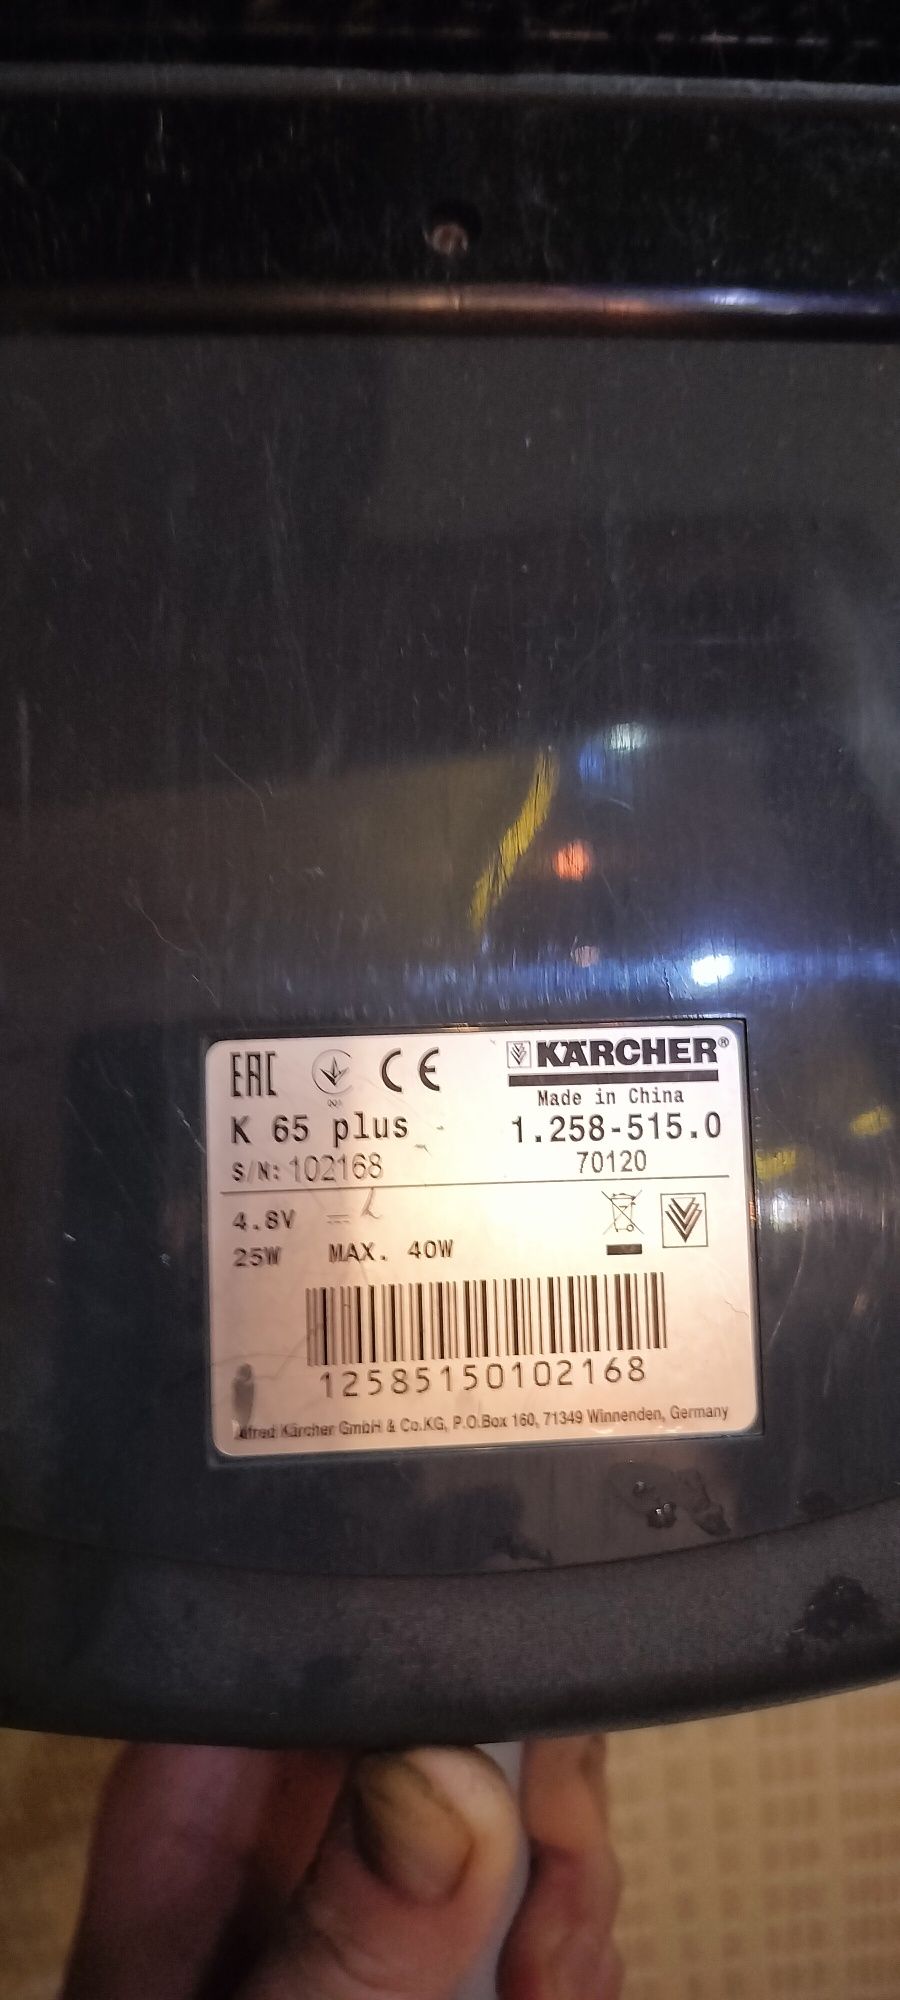 EAC CE KÄRCHER®
Made in China
K 65 plus 1.258-515.0
S/N: 102168 70120
4.8V
25W MAX. 40W
12585150102168
Alfred Kärcher GmbH & Co.KG, P.O.Box 160, 71349 Winnenden, Germany